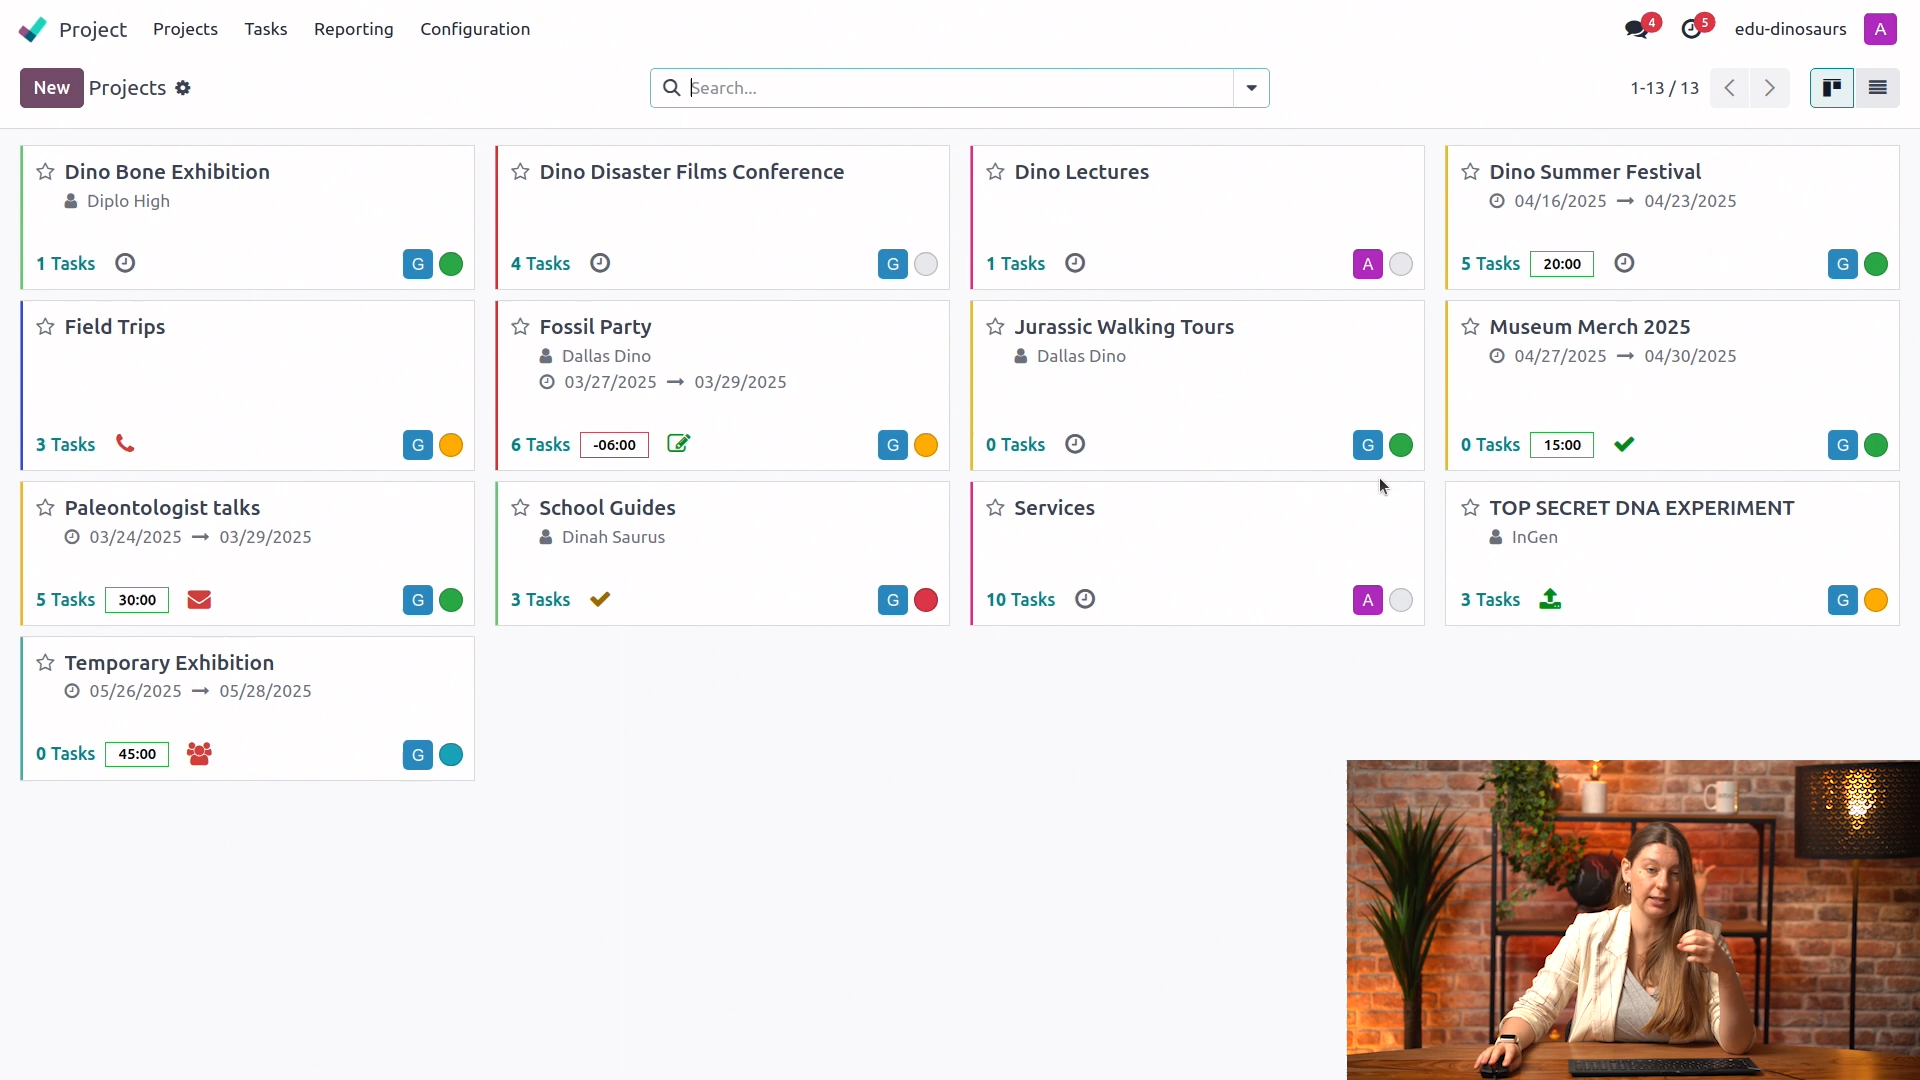 Project Projects Tasks Reporting Configuration 4 5 edu-dinosaurs A
New Projects Search... 1-13 / 13
Dino Bone Exhibition
Diplo High
1 Tasks G
Dino Disaster Films Conference
4 Tasks G
Dino Lectures
1 Tasks A
Dino Summer Festival
04/16/2025 → 04/23/2025
5 Tasks 20:00 G
Field Trips
3 Tasks G
Fossil Party
Dallas Dino
03/27/2025 → 03/29/2025
6 Tasks -06:00 G
Jurassic Walking Tours
Dallas Dino
0 Tasks G
Museum Merch 2025
04/27/2025 → 04/30/2025
0 Tasks 15:00 G
Paleontologist talks
03/24/2025 → 03/29/2025
5 Tasks 30:00 G
School Guides
Dinah Saurus
3 Tasks G
Services
10 Tasks A
TOP SECRET DNA EXPERIMENT
InGen
3 Tasks G
Temporary Exhibition
05/26/2025 → 05/28/2025
0 Tasks 45:00 G